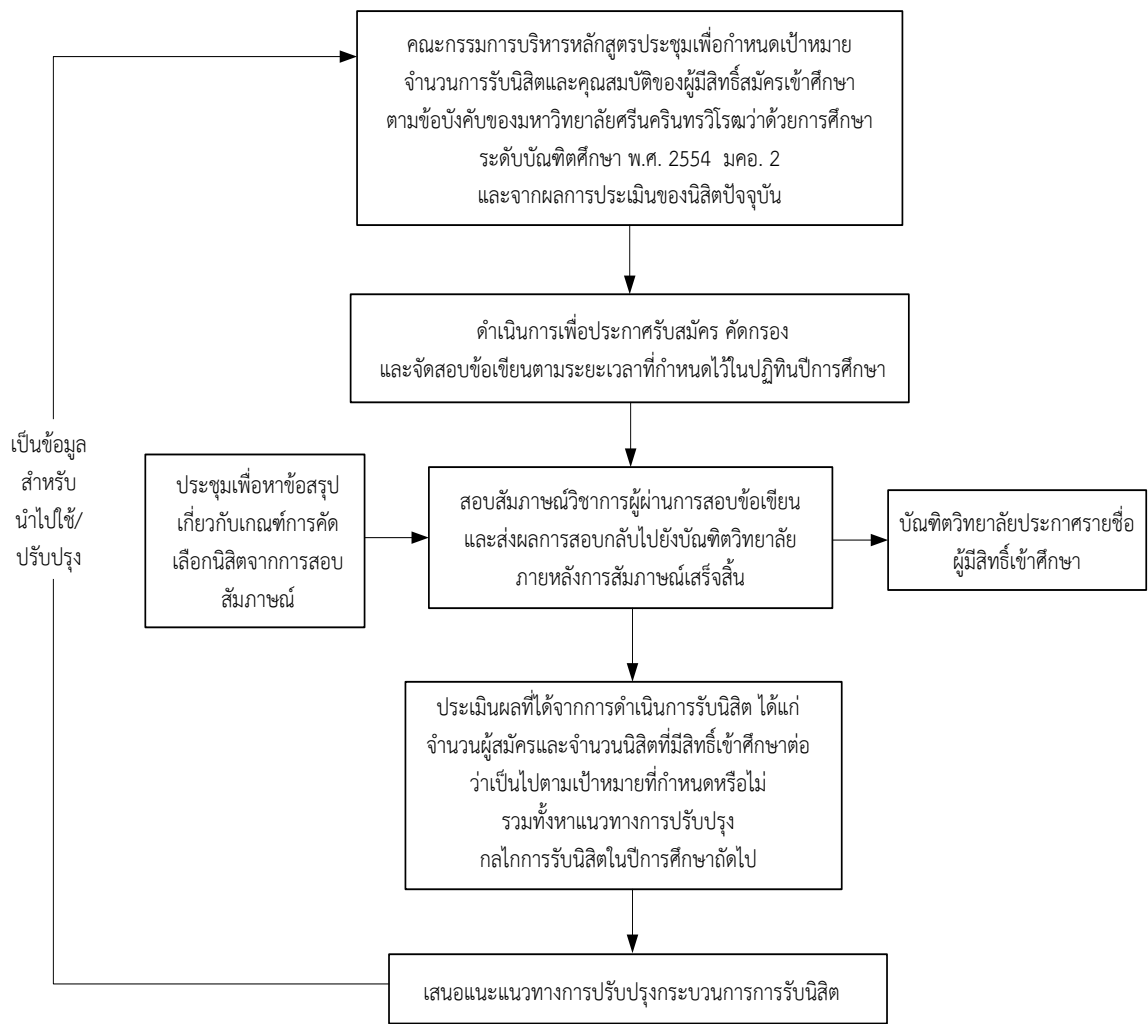 คณะกรรมการบริหารหลักสูตรประชุมเพื่อกำหนดเป้าหมาย
จำนวนการรับนิสิตและคุณสมบัติของผู้มีสิทธิ์สมัครเข้าศึกษา
ตามข้อบังคับของมหาวิทยาลัยศรีนครินทรวิโรฒว่าด้วยการศึกษา
ระดับบัณฑิตศึกษา พ.ศ. 2554 มคอ. 2
และจากผลการประเมินของนิสิตปัจจุบัน
ดำเนินการเพื่อประกาศรับสมัคร คัดกรอง
และจัดสอบข้อเขียนตามระยะเวลาที่กำหนดไว้ในปฏิทินปีการศึกษา
เป็นข้อมูล
สำหรับ
นำไปใช้/
ปรับปรุง
ประชุมเพื่อหาข้อสรุป
เกี่ยวกับเกณฑ์การคัด
เลือกนิสิตจากการสอบ
สัมภาษณ์
สอบสัมภาษณ์วิชาการผู้ผ่านการสอบข้อเขียน
และส่งผลการสอบกลับไปยังบัณฑิตวิทยาลัย
ภายหลังการสัมภาษณ์เสร็จสิ้น
บัณฑิตวิทยาลัยประกาศรายชื่อ
ผู้มีสิทธิ์เข้าศึกษา
ประเมินผลที่ได้จากการดำเนินการรับนิสิต ได้แก่
จำนวนผู้สมัครและจำนวนนิสิตที่มีสิทธิ์เข้าศึกษาต่อ
ว่าเป็นไปตามเป้าหมายที่กำหนดหรือไม่
รวมทั้งหาแนวทางการปรับปรุง
กลไกการรับนิสิตในปีการศึกษาถัดไป
เสนอแนะแนวทางการปรับปรุงกระบวนการการรับนิสิต